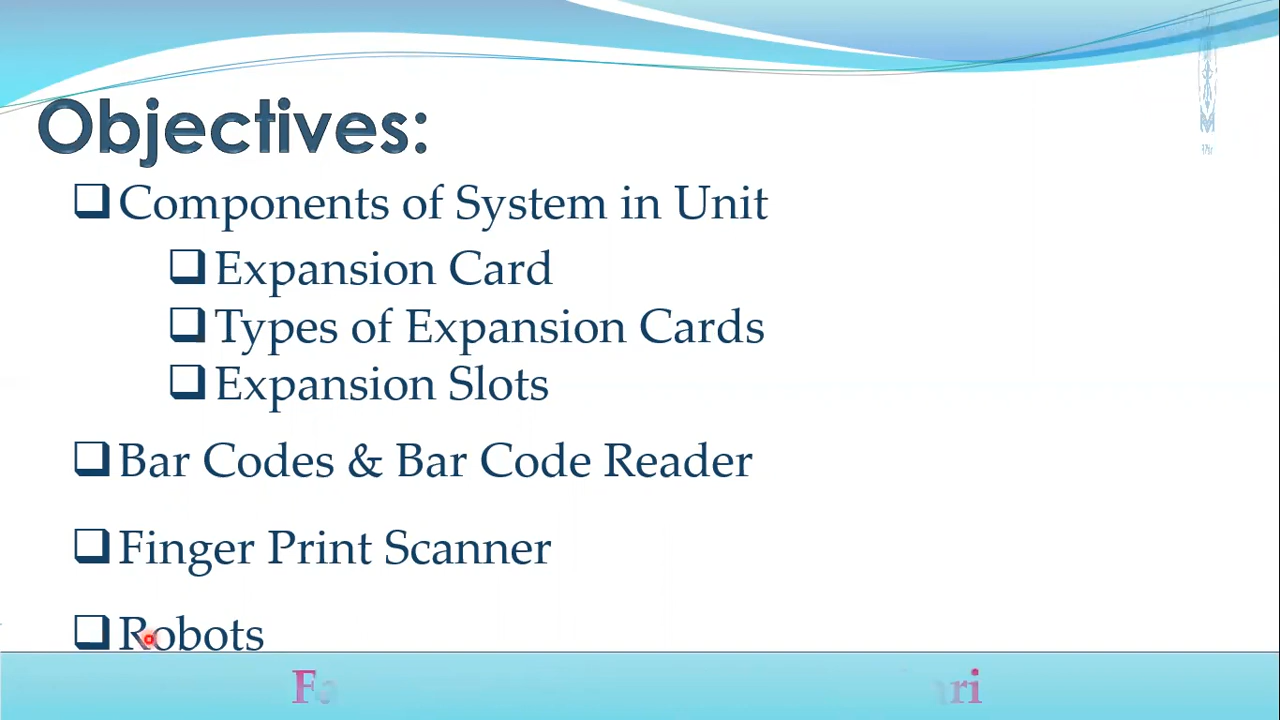 Objectives:
Components of System in Unit
Expansion Card
Types of Expansion Cards
Expansion Slots
Bar Codes & Bar Code Reader
Finger Print Scanner
Robots